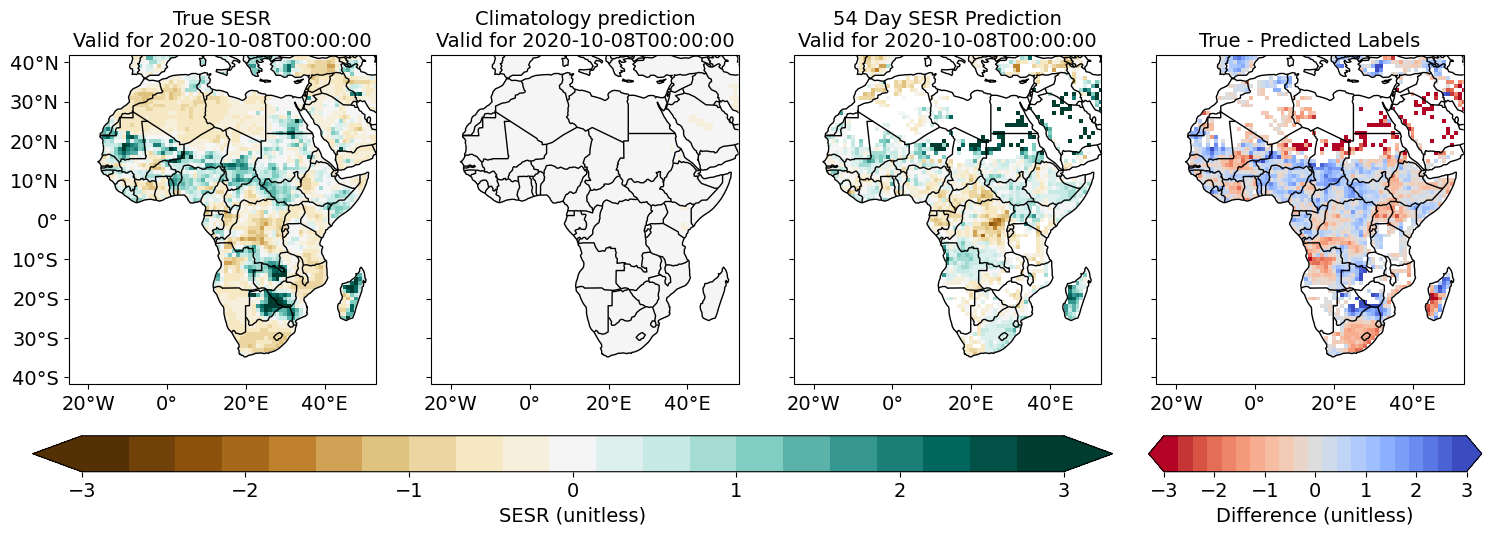 True SESR
Valid for 2020-10-08T00:00:00
Climatology prediction
Valid for 2020-10-08T00:00:00
54 Day SESR Prediction
Valid for 2020-10-08T00:00:00
True - Predicted Labels
40°N
30°N
20°N
10°N
0°
10°S
20°S
30°S
40°S
20°W 0° 20°E 40°E
20°W 0° 20°E 40°E
20°W 0° 20°E 40°E
20°W 0° 20°E 40°E
−3 −2 −1 0 1 2 3
SESR (unitless)
−3 −2 −1 0 1 2 3
Difference (unitless)